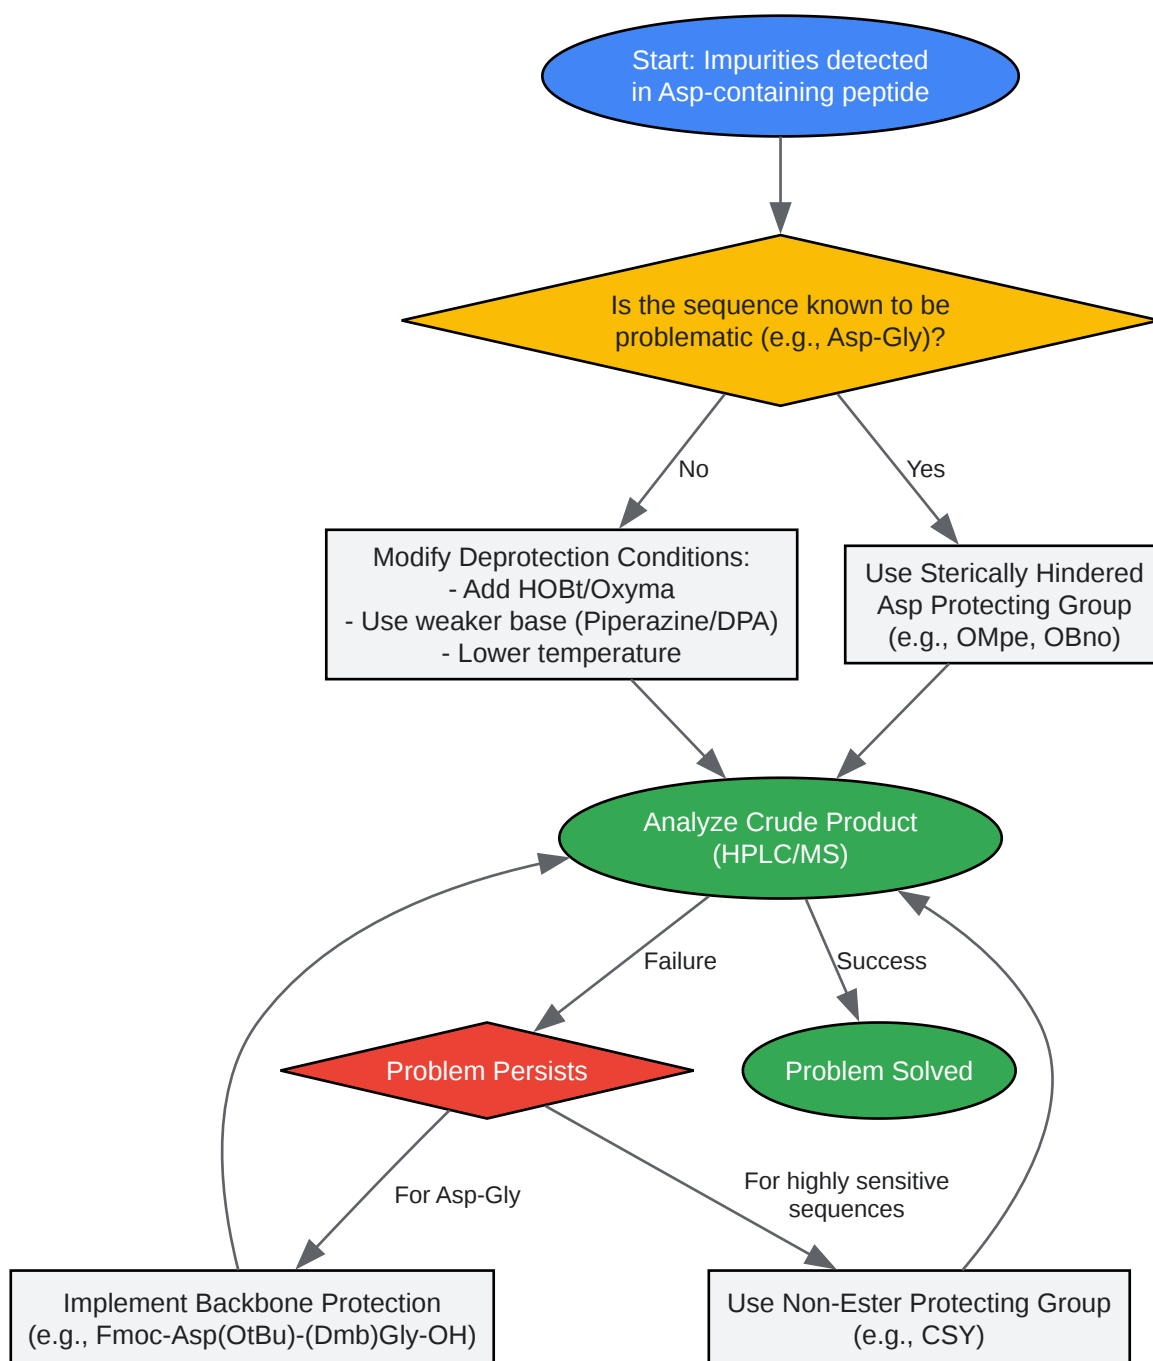 Start: Impurities detected
in Asp-containing peptide
Is the sequence known to be
problematic (e.g., Asp-Gly)?
No
Yes
Modify Deprotection Conditions:
- Add HOBt/Oxyma
- Use weaker base (Piperazine/DPA)
- Lower temperature
Use Sterically Hindered
Asp Protecting Group
(e.g., OMpe, OBno)
Analyze Crude Product
(HPLC/MS)
Failure
Success
Problem Persists
Problem Solved
For Asp-Gly
For highly sensitive
sequences
Implement Backbone Protection
(e.g., Fmoc-Asp(OtBu)-(Dmb)Gly-OH)
Use Non-Ester Protecting Group
(e.g., CSY)